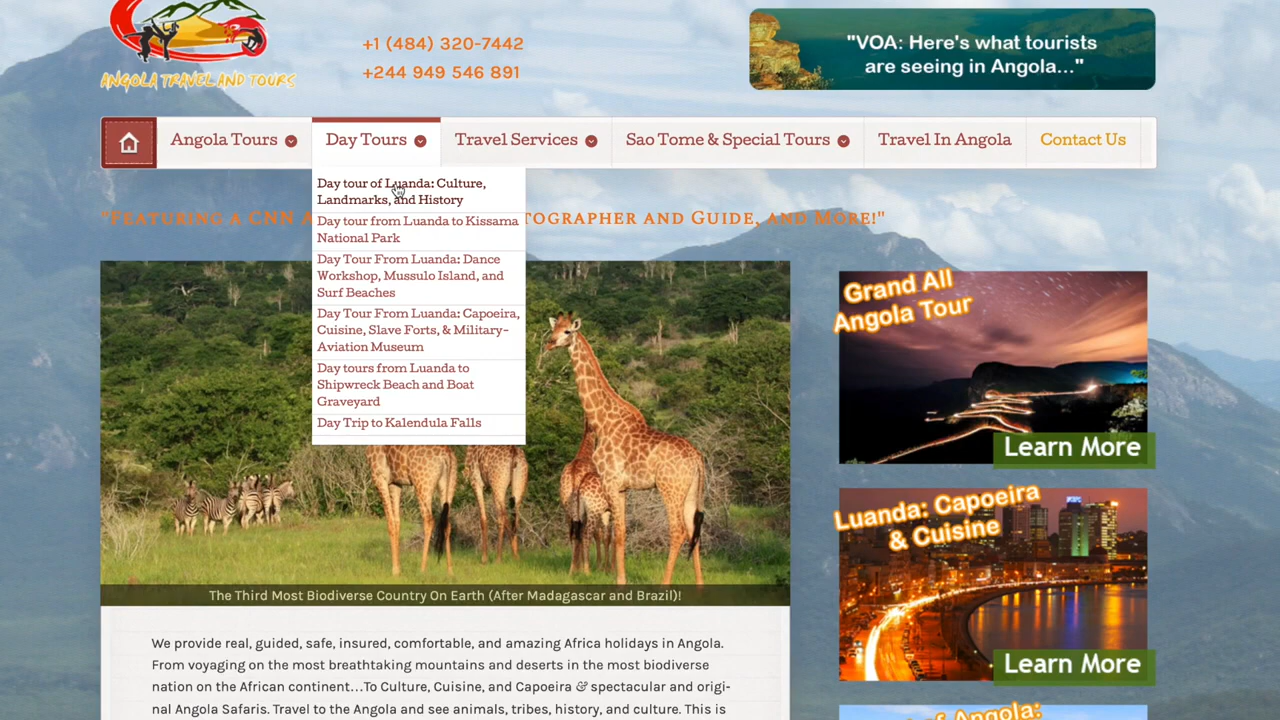 ANGOLA TRAVEL AND TOURS
+1 (484) 320-7442
+244 949 546 891
"VOA: Here's what tourists
are seeing in Angola..."
Angola Tours
Day Tours
Travel Services
Sao Tome & Special Tours
Travel In Angola
Contact Us
Day tour of Luanda: Culture,
Landmarks, and History
Day tour from Luanda to Kissama
National Park
Day Tour From Luanda: Dance
Workshop, Mussulo Island, and
Surf Beaches
Day Tour From Luanda: Capoeira,
Cuisine, Slave Forts, & Military-
Aviation Museum
Day tours from Luanda to
Shipwreck Beach and Boat
Graveyard
Day Trip to Kalendula Falls
"Featuring a CNN
and Guide, and More!"
Grand All
Angola Tour
Learn More
Luanda: Capoeira
& Cuisine
Learn More
of Angola:
The Third Most Biodiverse Country On Earth (After Madagascar and Brazil)!
We provide real, guided, safe, insured, comfortable, and amazing Africa holidays in Angola.
From voyaging on the most breathtaking mountains and deserts in the most biodiverse
nation on the African continent…To Culture, Cuisine, and Capoeira & spectacular and origi-
nal Angola Safaris. Travel to the Angola and see animals, tribes, history, and culture. This is